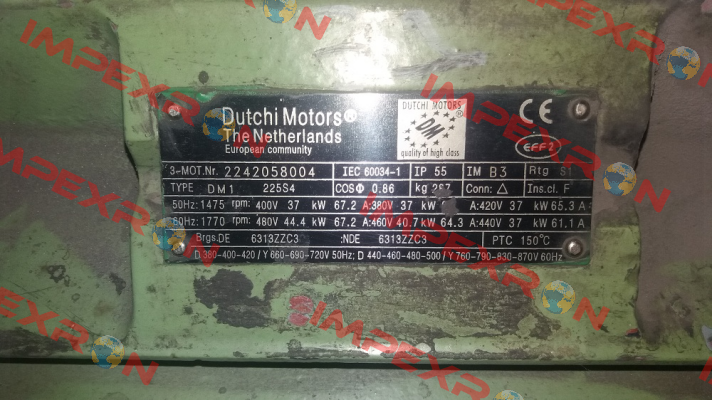 IMPEXRON
IMPEXRON
IMPEXRON
Dutchi Motors®
The Netherlands
European community
DUTCHI MOTORS
DM
quality of high class
CE
EFF2
3~MOT.Nr. 2242058004 IEC 60034-1 IP 55 IM B3 Rtg S1
TYPE DM1 225S4 COSΦ 0.86 kg Conn: △ Ins.cl. F
50Hz: 1475 rpm: 400V 37 kW 67.2 A:380V 37 kW A:420V 37 kW 65.3 A
60Hz: 1770 rpm: 480V 44.4 kW 67.2 A:460V 40.7 kW 64.3 A:440V 37 kW 61.1 A
Brgs.DE 6313ZZC3 :NDE 6313ZZC3 PTC 150°C
D 380-400-420 / Y 660-690-720V 50Hz; D 440-460-480-500 / Y 760-790-830-870V 60Hz
IMPEXRON
IMPEXRON
IMPEXRON